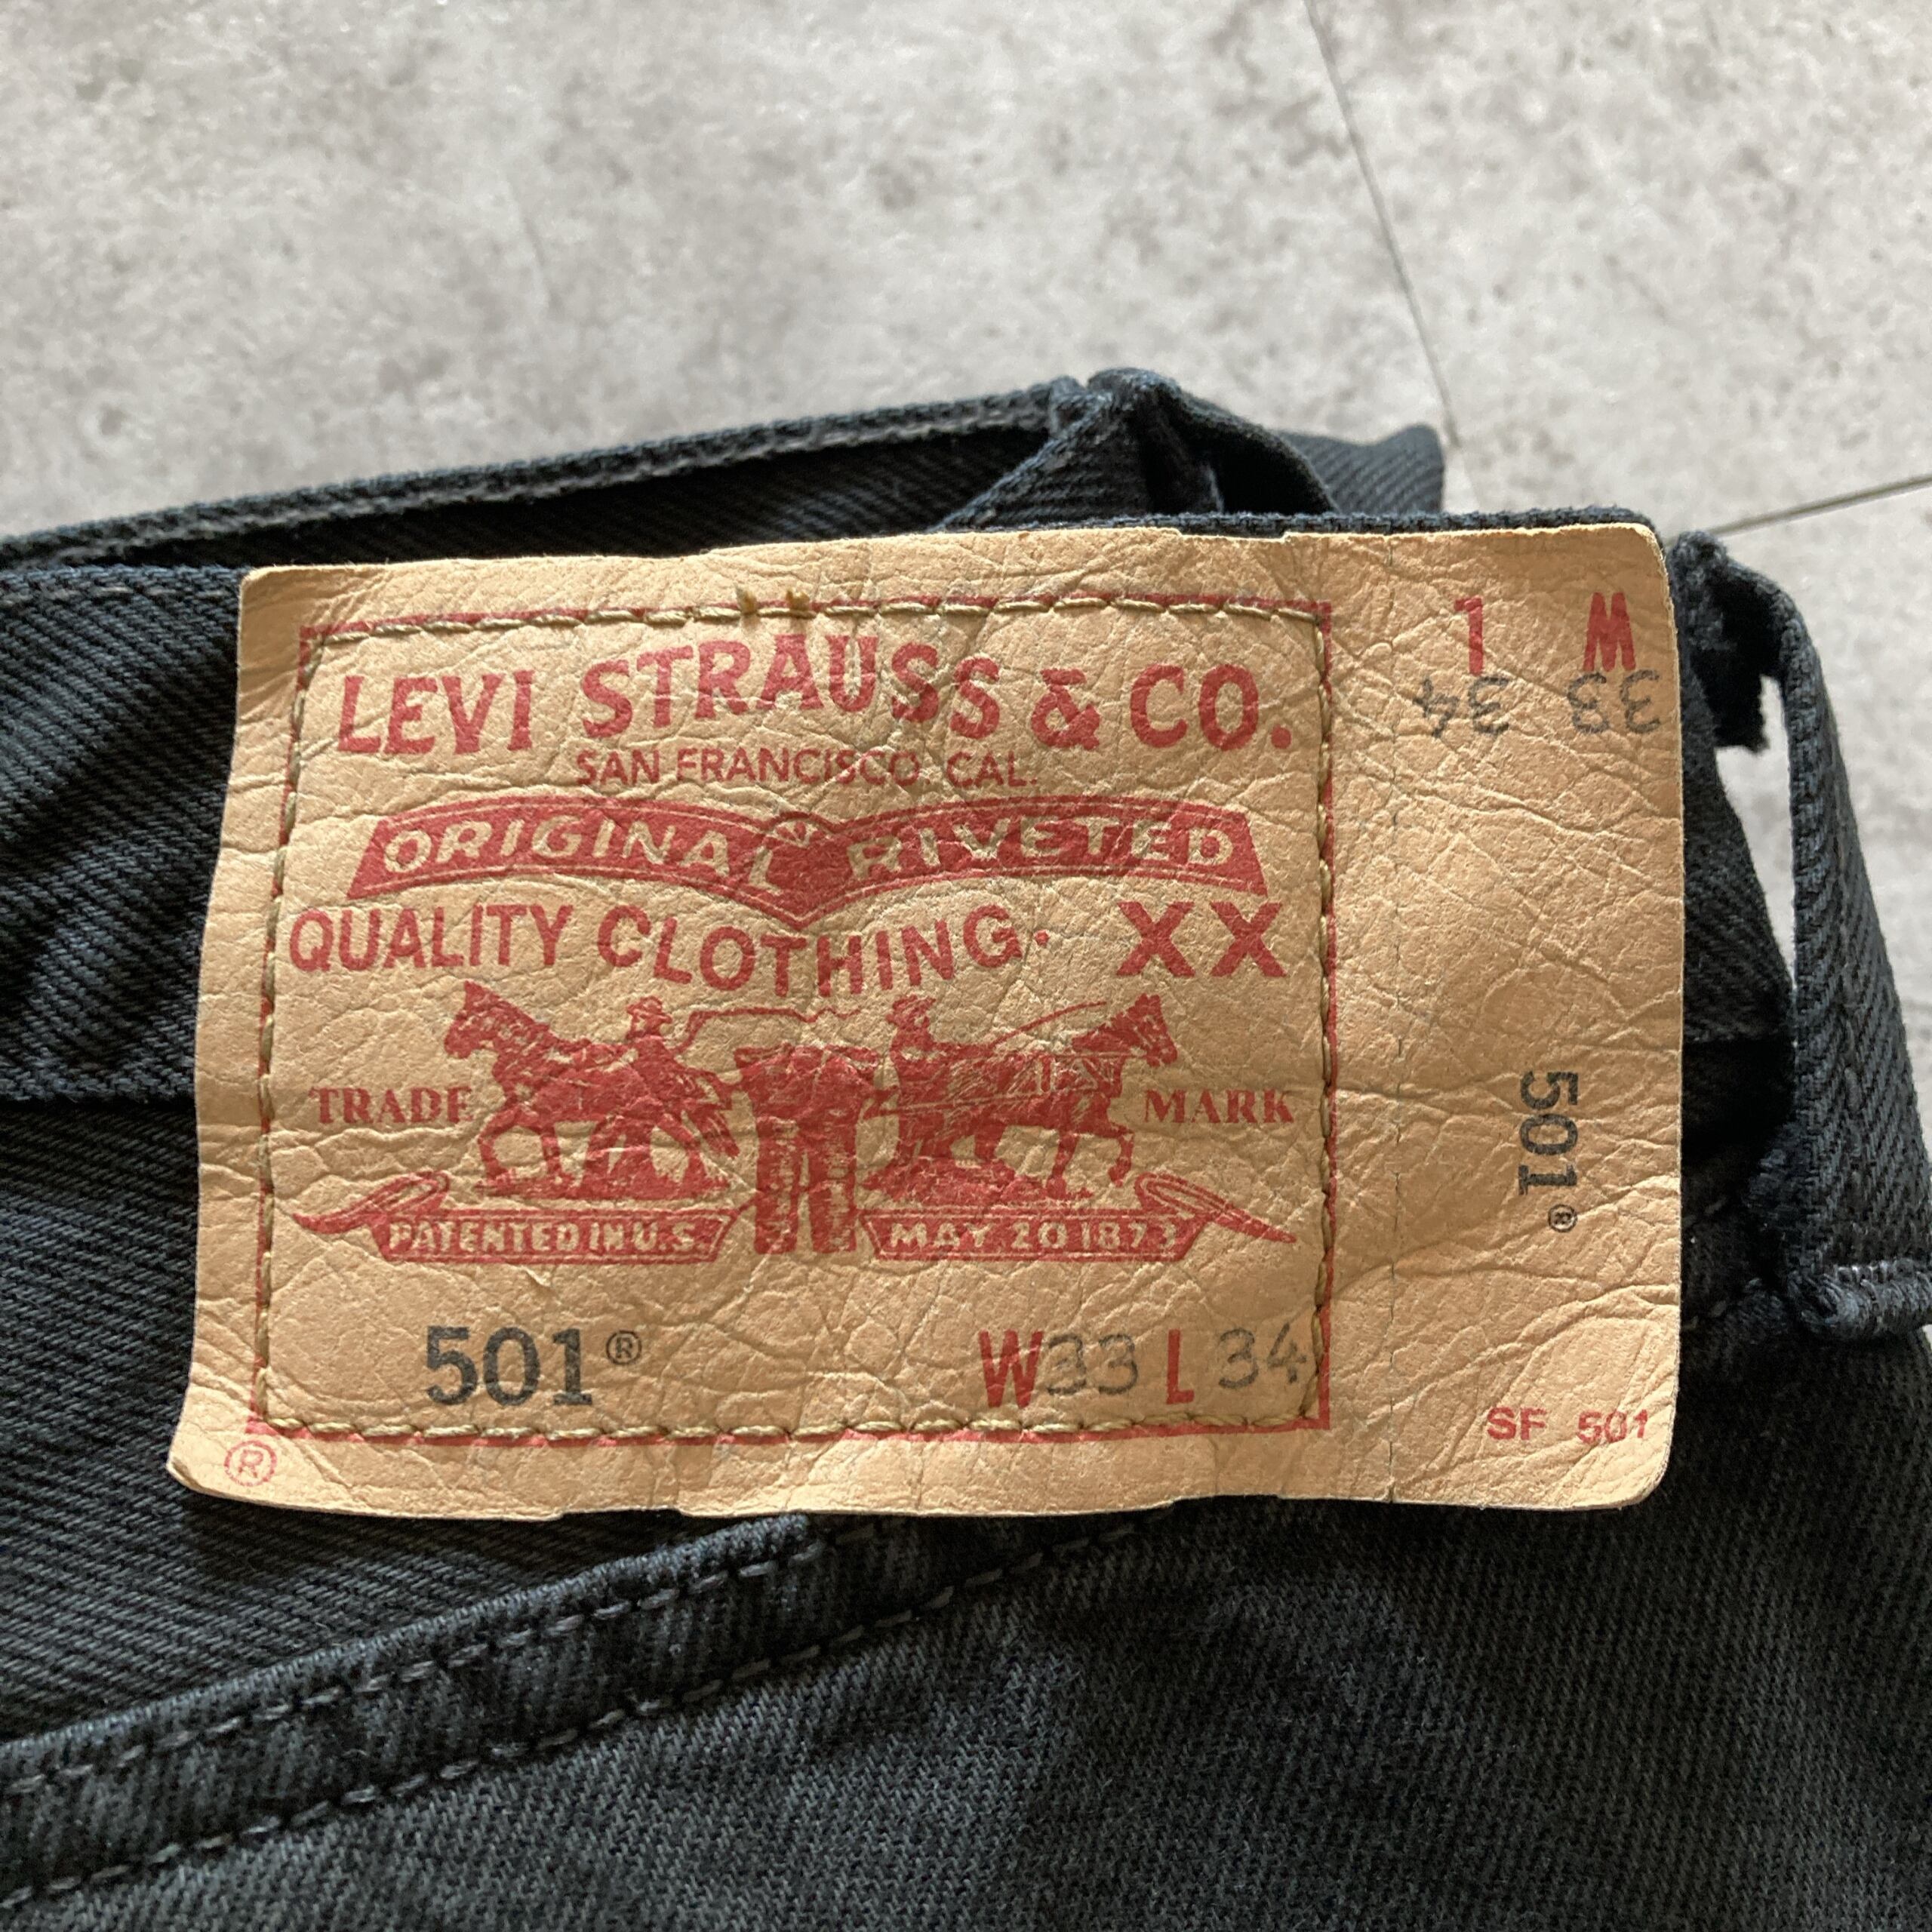 LEVI STRAUSS & CO.
SAN FRANCISCO CAL.
ORIGINAL RIVETED
QUALITY CLOTHING. XX
TRADE MARK
PATENTED IN U.S. MAY 20 1873
501® W33 L34
®
W L
33 34
501®
SF 501